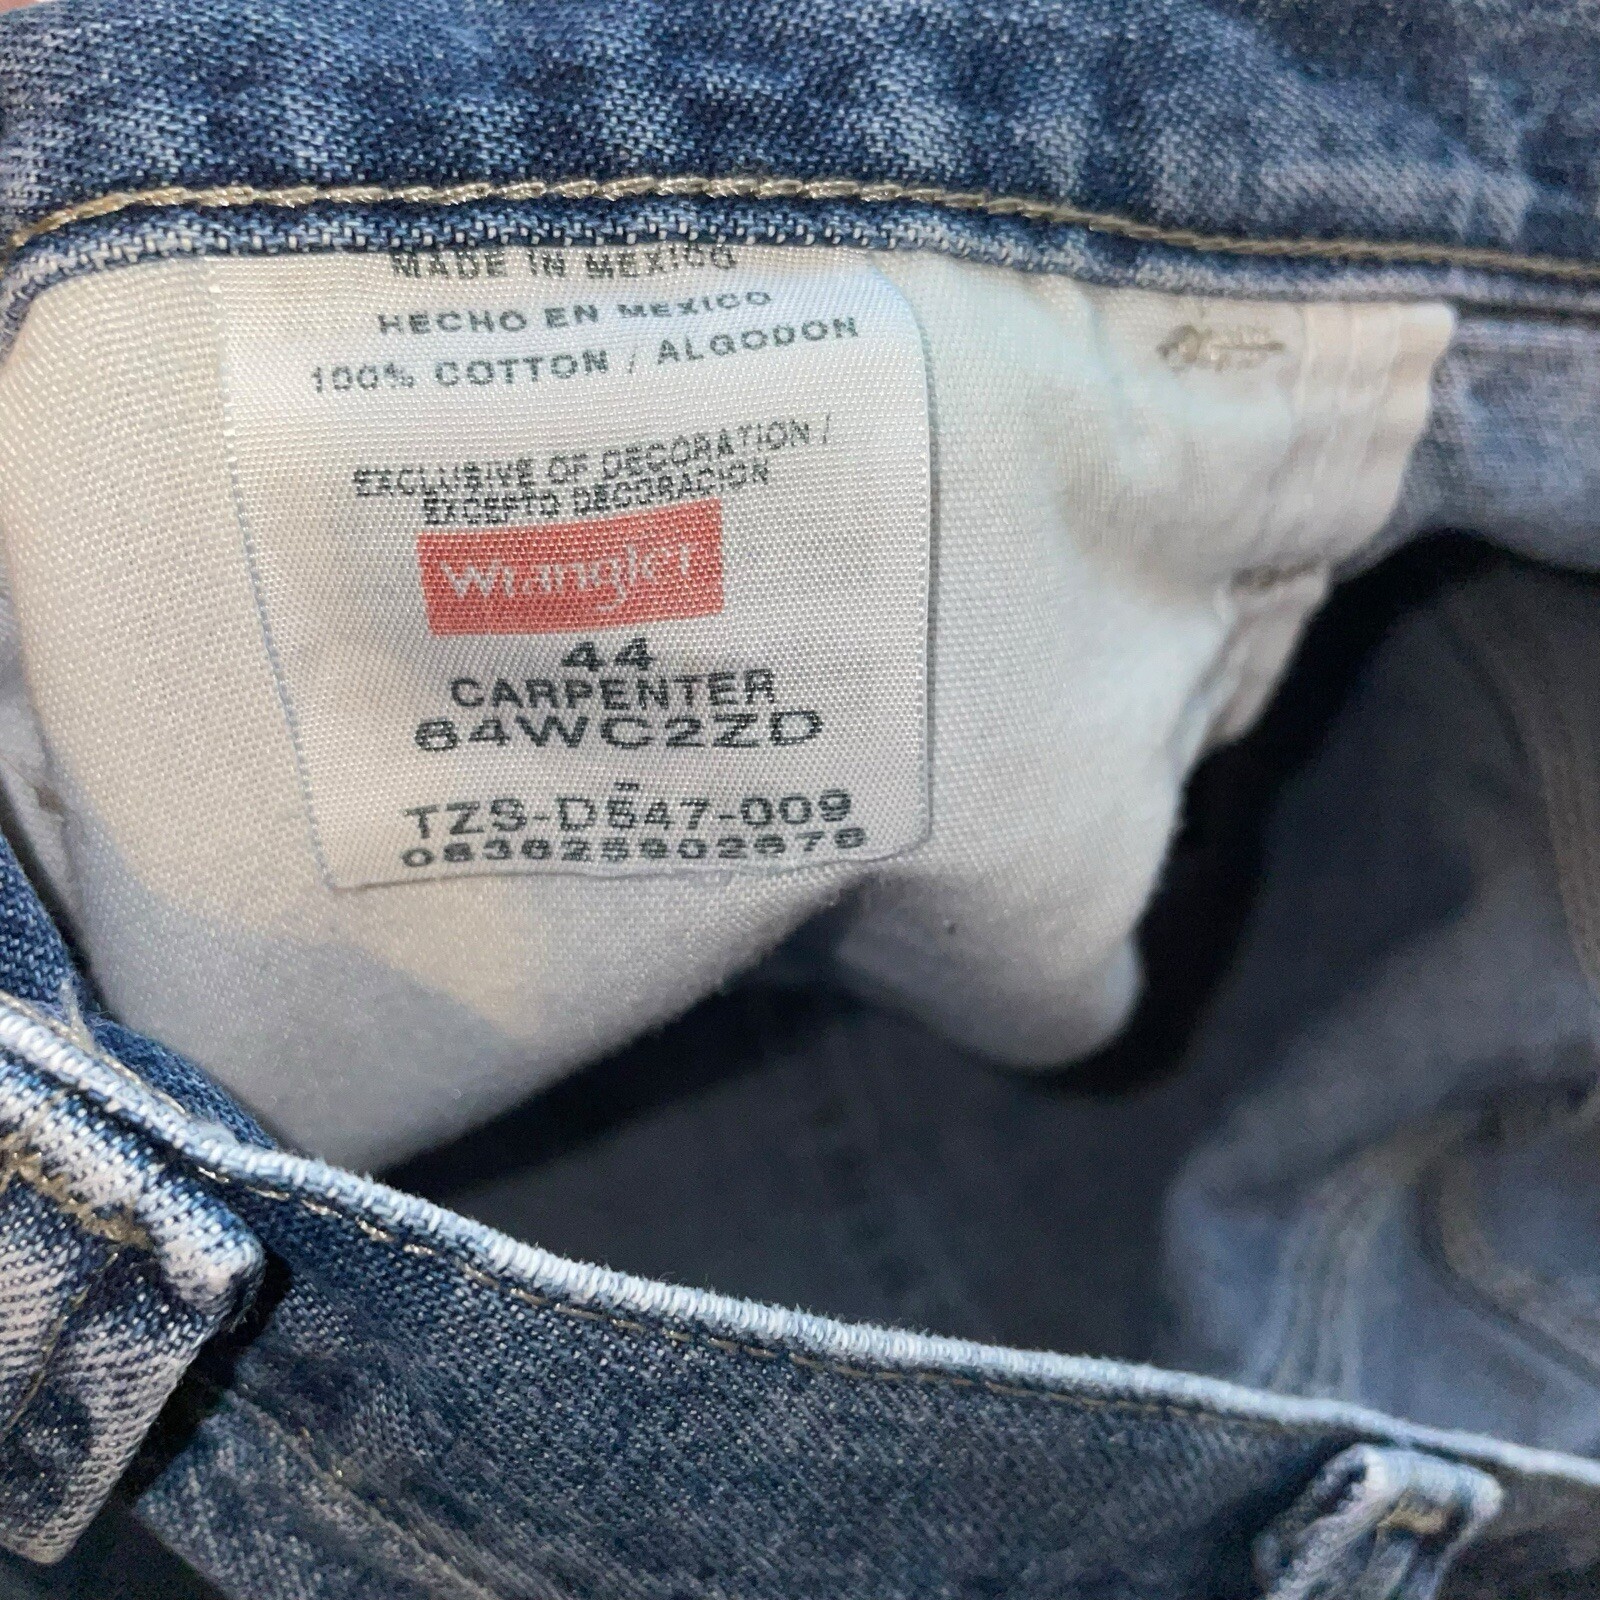 MADE IN MEXICO
HECHO EN MEXICO
100% COTTON / ALGODON
EXCLUSIVE OF DECORATION /
EXCEPTO DECORACION
Wrangler
44
CARPENTER
64WC2ZD
TZS-D547-009